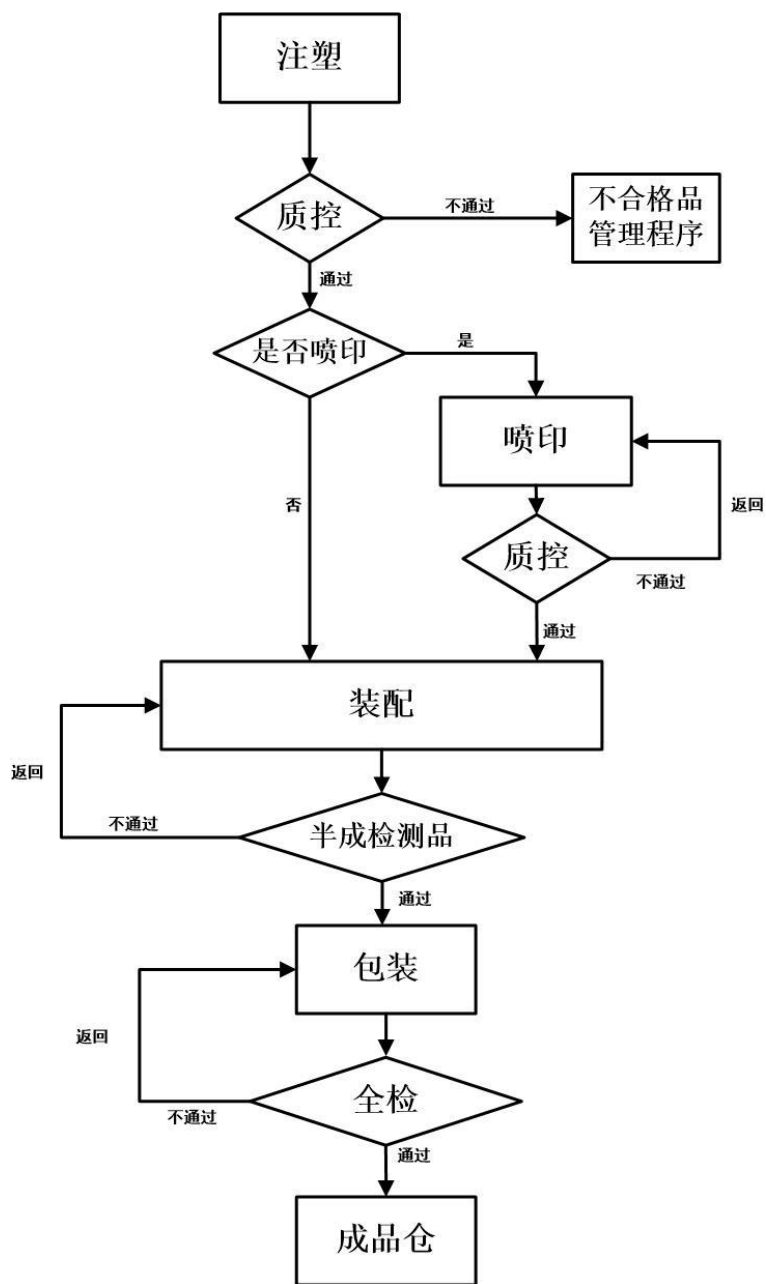 注塑
质控
不通过
不合格品
管理程序
通过
是否喷印
是
喷印
否
返回
质控
不通过
通过
装配
返回
不通过
半成检测品
通过
包装
返回
全检
不通过
通过
成品仓